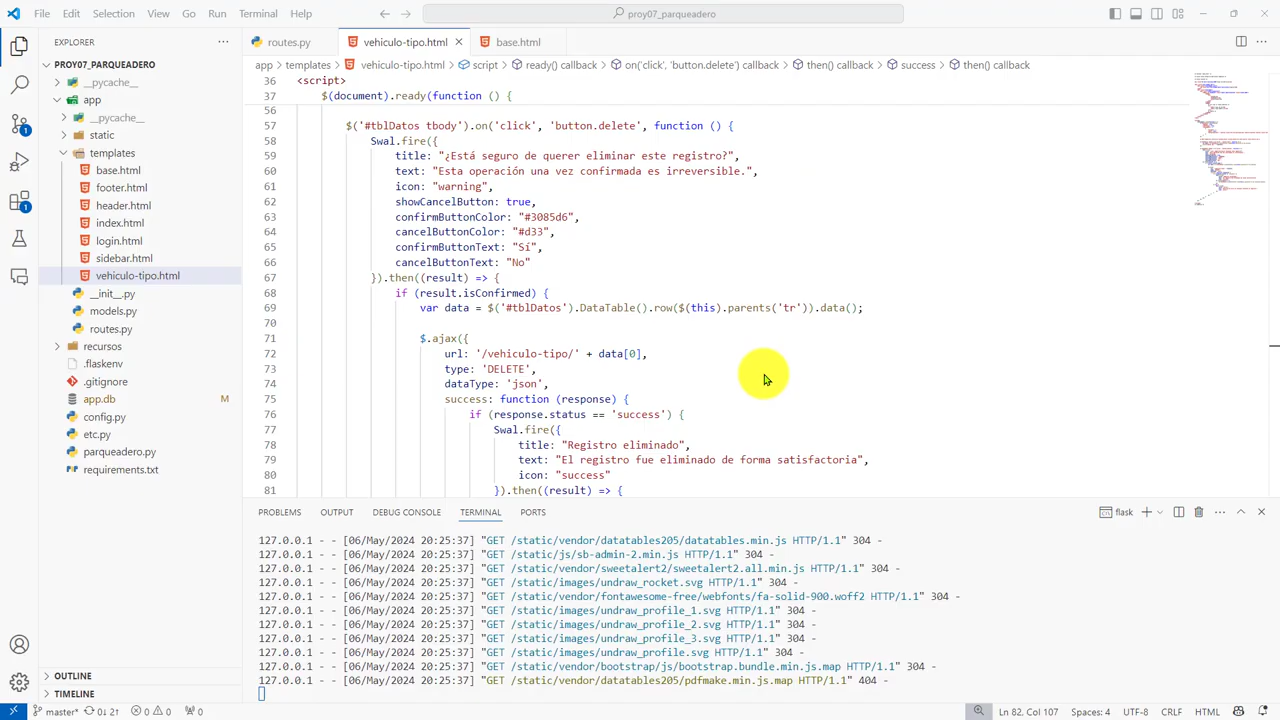 File Edit Selection View Go Run Terminal Help
proy07_parqueadero
EXPLORER
routes.py
vehiculo-tipo.html
base.html
app > templates > vehiculo-tipo.html > script > ready() callback > on('click', 'button.delete') callback > then() callback > success > then() callback
PROY07_PARQUEADERO
__pycache__
app
__pycache__
static
templates
base.html
footer.html
header.html
index.html
login.html
sidebar.html
vehiculo-tipo.html
__init__.py
models.py
routes.py
recursos
.flaskenv
.gitignore
app.db M
config.py
etc.py
parqueadero.py
requirements.txt
OUTLINE
TIMELINE
36 <script>
37 $(document).ready(function (
56
57 $('#tblDatos tbody').on('click', 'button.delete', function () {
58 Swal.fire({
59 title: "¿Está seguro de querer eliminar este registro?",
60 text: "Esta operación una vez confirmada es irreversible.",
61 icon: "warning",
62 showCancelButton: true,
63 confirmButtonColor: "#3085d6",
64 cancelButtonColor: "#d33",
65 confirmButtonText: "Sí",
66 cancelButtonText: "No"
67 }).then((result) => {
68 if (result.isConfirmed) {
69 var data = $('#tblDatos').DataTable().row($(this).parents('tr')).data();
70
71 $.ajax({
72 url: '/vehiculo-tipo/' + data[0],
73 type: 'DELETE',
74 dataType: 'json',
75 success: function (response) {
76 if (response.status == 'success') {
77 Swal.fire({
78 title: "Registro eliminado",
79 text: "El registro fue eliminado de forma satisfactoria",
80 icon: "success"
81 }).then((result) => {
PROBLEMS OUTPUT DEBUG CONSOLE TERMINAL PORTS
flask
127.0.0.1 - - [06/May/2024 20:25:37] "GET /static/vendor/datatables205/datatables.min.js HTTP/1.1" 304 -
127.0.0.1 - - [06/May/2024 20:25:37] "GET /static/js/sb-admin-2.min.js HTTP/1.1" 304 -
127.0.0.1 - - [06/May/2024 20:25:37] "GET /static/vendor/sweetalert2/sweetalert2.all.min.js HTTP/1.1" 304 -
127.0.0.1 - - [06/May/2024 20:25:37] "GET /static/images/undraw_rocket.svg HTTP/1.1" 304 -
127.0.0.1 - - [06/May/2024 20:25:37] "GET /static/vendor/fontawesome-free/webfonts/fa-solid-900.woff2 HTTP/1.1" 304 -
127.0.0.1 - - [06/May/2024 20:25:37] "GET /static/images/undraw_profile_1.svg HTTP/1.1" 304 -
127.0.0.1 - - [06/May/2024 20:25:37] "GET /static/images/undraw_profile_2.svg HTTP/1.1" 304 -
127.0.0.1 - - [06/May/2024 20:25:37] "GET /static/images/undraw_profile_3.svg HTTP/1.1" 304 -
127.0.0.1 - - [06/May/2024 20:25:37] "GET /static/images/undraw_profile.svg HTTP/1.1" 304 -
127.0.0.1 - - [06/May/2024 20:25:37] "GET /static/vendor/bootstrap/js/bootstrap.bundle.min.js.map HTTP/1.1" 304 -
127.0.0.1 - - [06/May/2024 20:25:37] "GET /static/vendor/datatables205/pdfmake.min.js.map HTTP/1.1" 404 -
master* 0↓ 2↑ 0 0 0
Ln 82, Col 107 Spaces: 4 UTF-8 CRLF HTML